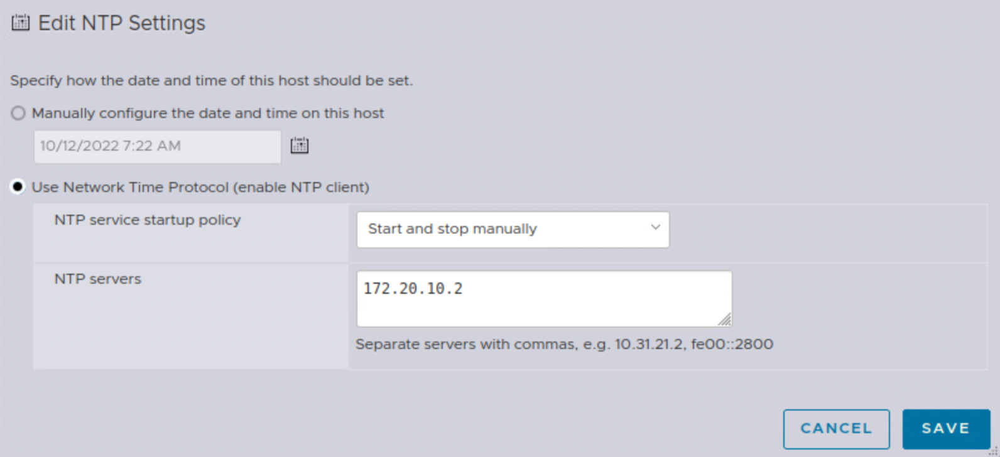 Edit NTP Settings
Specify how the date and time of this host should be set.
Manually configure the date and time on this host
10/12/2022 7:22 AM
Use Network Time Protocol (enable NTP client)
NTP service startup policy
Start and stop manually
NTP servers
172.20.10.2
Separate servers with commas, e.g. 10.31.21.2, fe00::2800
CANCEL
SAVE